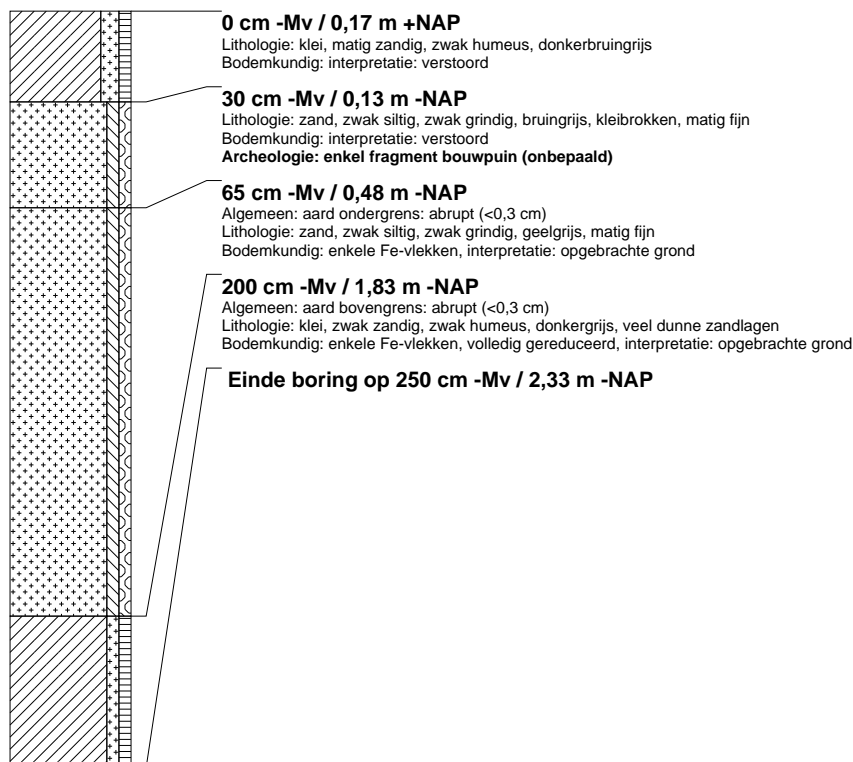 0 cm -Mv / 0,17 m +NAP
Lithologie: klei, matig zandig, zwak humeus, donkerbruingrijs
Bodemkundig: interpretatie: verstoord
30 cm -Mv / 0,13 m -NAP
Lithologie: zand, zwak siltig, zwak grindig, bruingrijs, kleibrokken, matig fijn
Bodemkundig: interpretatie: verstoord
Archeologie: enkel fragment bouwpuin (onbepaald)
65 cm -Mv / 0,48 m -NAP
Algemeen: aard ondergrens: abrupt (<0,3 cm)
Lithologie: zand, zwak siltig, zwak grindig, geelgrijs, matig fijn
Bodemkundig: enkele Fe-vlekken, interpretatie: opgebrachte grond
200 cm -Mv / 1,83 m -NAP
Algemeen: aard bovengrens: abrupt (<0,3 cm)
Lithologie: klei, zwak zandig, zwak humeus, donkergrijs, veel dunne zandlagen
Bodemkundig: enkele Fe-vlekken, volledig gereduceerd, interpretatie: opgebrachte grond
Einde boring op 250 cm -Mv / 2,33 m -NAP